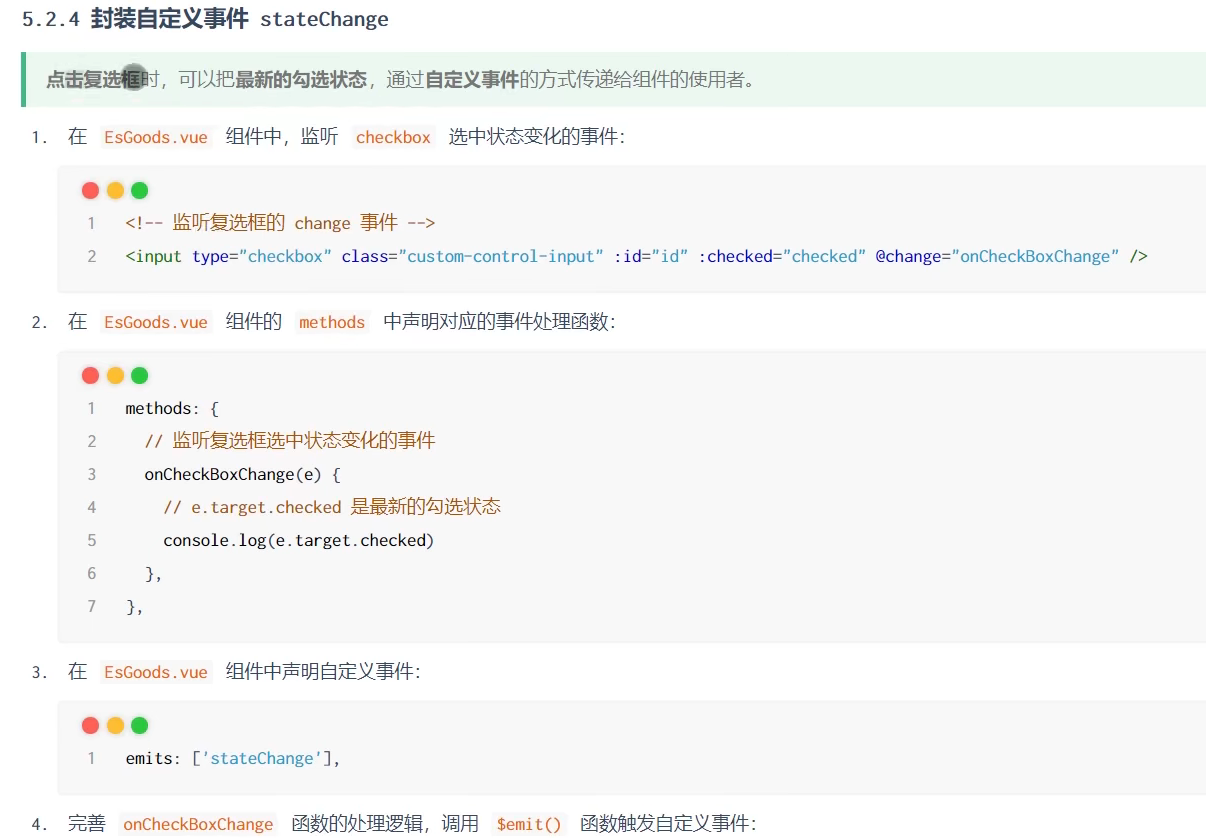 5.2.4 封装自定义事件 stateChange
点击复选框时，可以把最新的勾选状态，通过自定义事件的方式传递给组件的使用者。
1. 在 EsGoods.vue 组件中，监听 checkbox 选中状态变化的事件：
1 <!-- 监听复选框的 change 事件 -->
2 <input type="checkbox" class="custom-control-input" :id="id" :checked="checked" @change="onCheckBoxChange" />
2. 在 EsGoods.vue 组件的 methods 中声明对应的事件处理函数：
1 methods: {
2 // 监听复选框选中状态变化的事件
3 onCheckBoxChange(e) {
4 // e.target.checked 是最新的勾选状态
5 console.log(e.target.checked)
6 },
7 },
3. 在 EsGoods.vue 组件中声明自定义事件：
1 emits: ['stateChange'],
4. 完善 onCheckBoxChange 函数的处理逻辑，调用 $emit() 函数触发自定义事件：